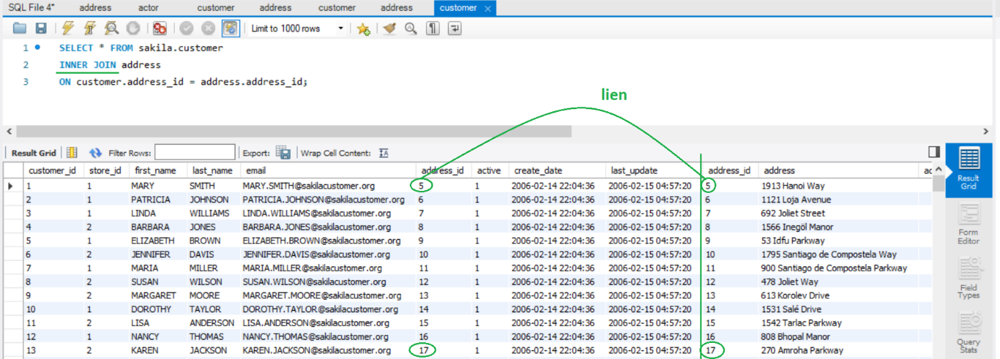 SQL File 4* address actor customer address customer address customer ×
Limit to 1000 rows
1 SELECT * FROM sakila.customer
2 INNER JOIN address
3 ON customer.address_id = address.address_id;
lien
Result Grid Filter Rows: Export: Wrap Cell Content:
customer_id store_id first_name last_name email address_id active create_date last_update address_id address
1 1 MARY SMITH MARY.SMITH@sakilacustomer.org 5 1 2006-02-14 22:04:36 2006-02-15 04:57:20 5 1913 Hanoi Way
2 1 PATRICIA JOHNSON PATRICIA.JOHNSON@sakilacustomer.org 6 1 2006-02-14 22:04:36 2006-02-15 04:57:20 6 1121 Loja Avenue
3 1 LINDA WILLIAMS LINDA.WILLIAMS@sakilacustomer.org 7 1 2006-02-14 22:04:36 2006-02-15 04:57:20 7 692 Joliet Street
4 2 BARBARA JONES BARBARA.JONES@sakilacustomer.org 8 1 2006-02-14 22:04:36 2006-02-15 04:57:20 8 1566 Inegöl Manor
5 1 ELIZABETH BROWN ELIZABETH.BROWN@sakilacustomer.org 9 1 2006-02-14 22:04:36 2006-02-15 04:57:20 9 53 Idfu Parkway
6 2 JENNIFER DAVIS JENNIFER.DAVIS@sakilacustomer.org 10 1 2006-02-14 22:04:36 2006-02-15 04:57:20 10 1795 Santiago de Compostela Way
7 1 MARIA MILLER MARIA.MILLER@sakilacustomer.org 11 1 2006-02-14 22:04:36 2006-02-15 04:57:20 11 900 Santiago de Compostela Parkway
8 2 SUSAN WILSON SUSAN.WILSON@sakilacustomer.org 12 1 2006-02-14 22:04:36 2006-02-15 04:57:20 12 478 Joliet Way
9 2 MARGARET MOORE MARGARET.MOORE@sakilacustomer.org 13 1 2006-02-14 22:04:36 2006-02-15 04:57:20 13 613 Korolev Drive
10 1 DOROTHY TAYLOR DOROTHY.TAYLOR@sakilacustomer.org 14 1 2006-02-14 22:04:36 2006-02-15 04:57:20 14 1531 Salé Drive
11 2 LISA ANDERSON LISA.ANDERSON@sakilacustomer.org 15 1 2006-02-14 22:04:36 2006-02-15 04:57:20 15 1542 Tarlac Parkway
12 1 NANCY THOMAS NANCY.THOMAS@sakilacustomer.org 16 1 2006-02-14 22:04:36 2006-02-15 04:57:20 16 808 Bhopal Manor
13 2 KAREN JACKSON KAREN.JACKSON@sakilacustomer.org 17 1 2006-02-14 22:04:36 2006-02-15 04:57:20 17 270 Amroha Parkway
Result
Grid
Form
Editor
Field
Types
Query
Stats